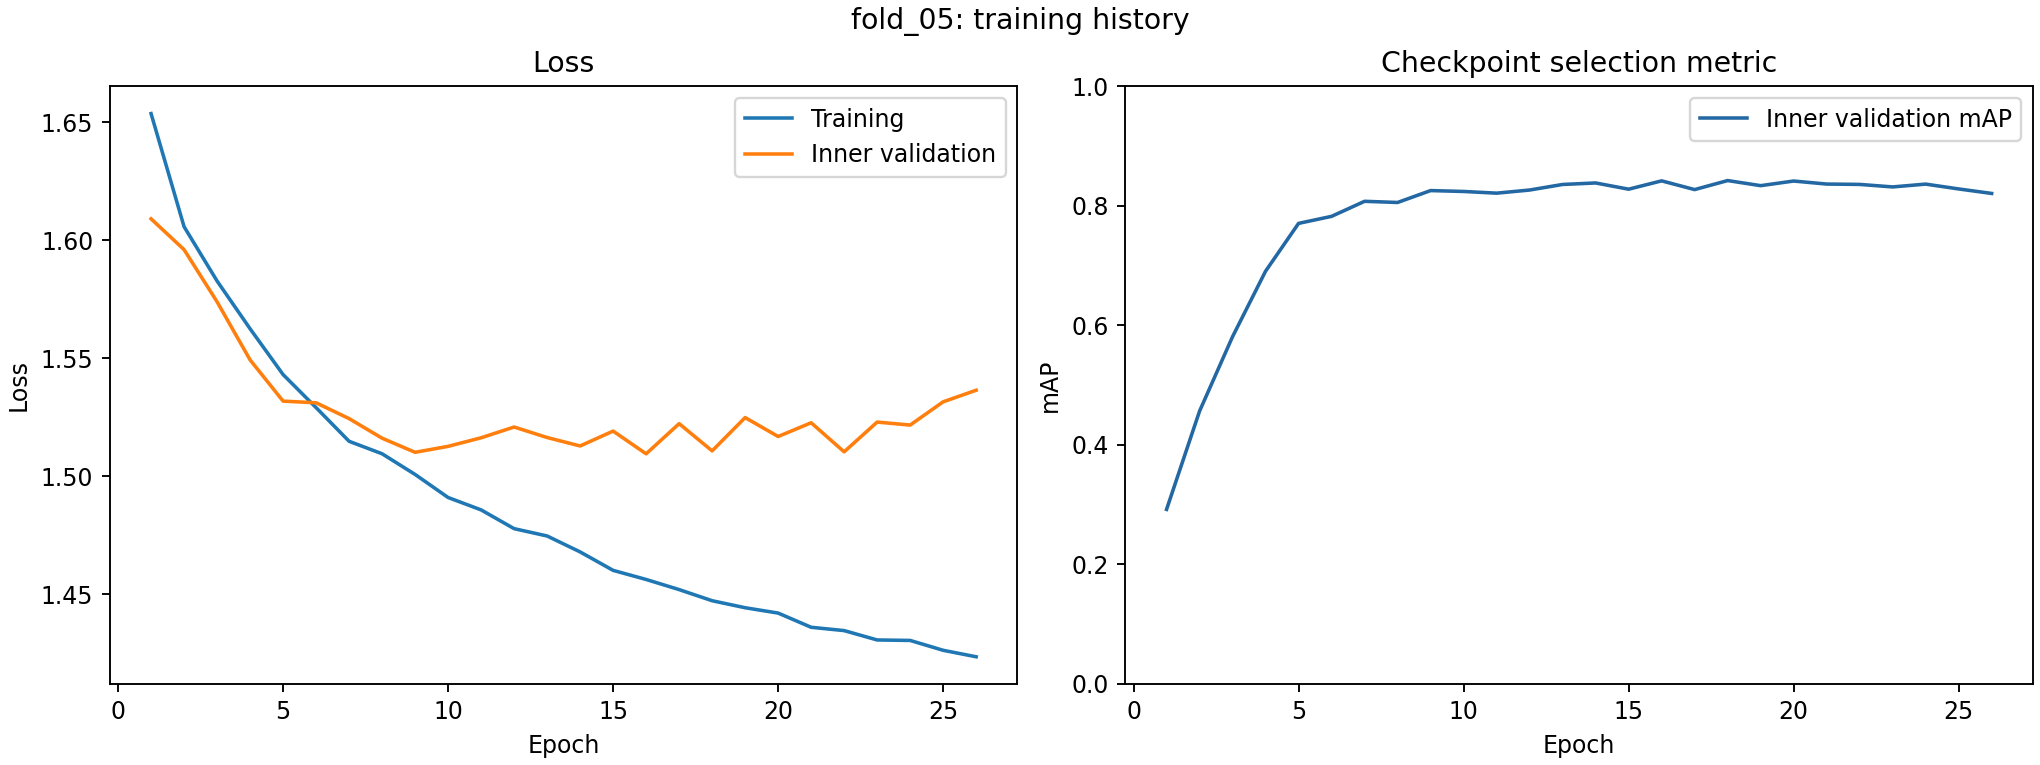 fold_05: training history
Loss
Training
Inner validation
1.65
1.60
1.55
1.50
1.45
Loss
0
5
10
15
20
25
Epoch
Checkpoint selection metric
Inner validation mAP
1.0
0.8
0.6
0.4
0.2
0.0
mAP
0
5
10
15
20
25
Epoch